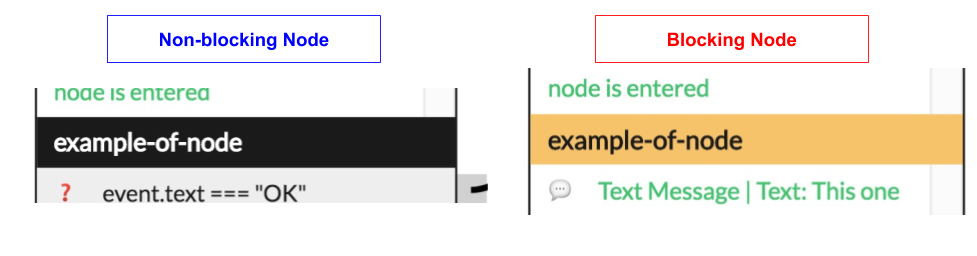 Non-blocking Node
node is entered
example-of-node
? event.text === "OK"
Blocking Node
node is entered
example-of-node
Text Message | Text: This one